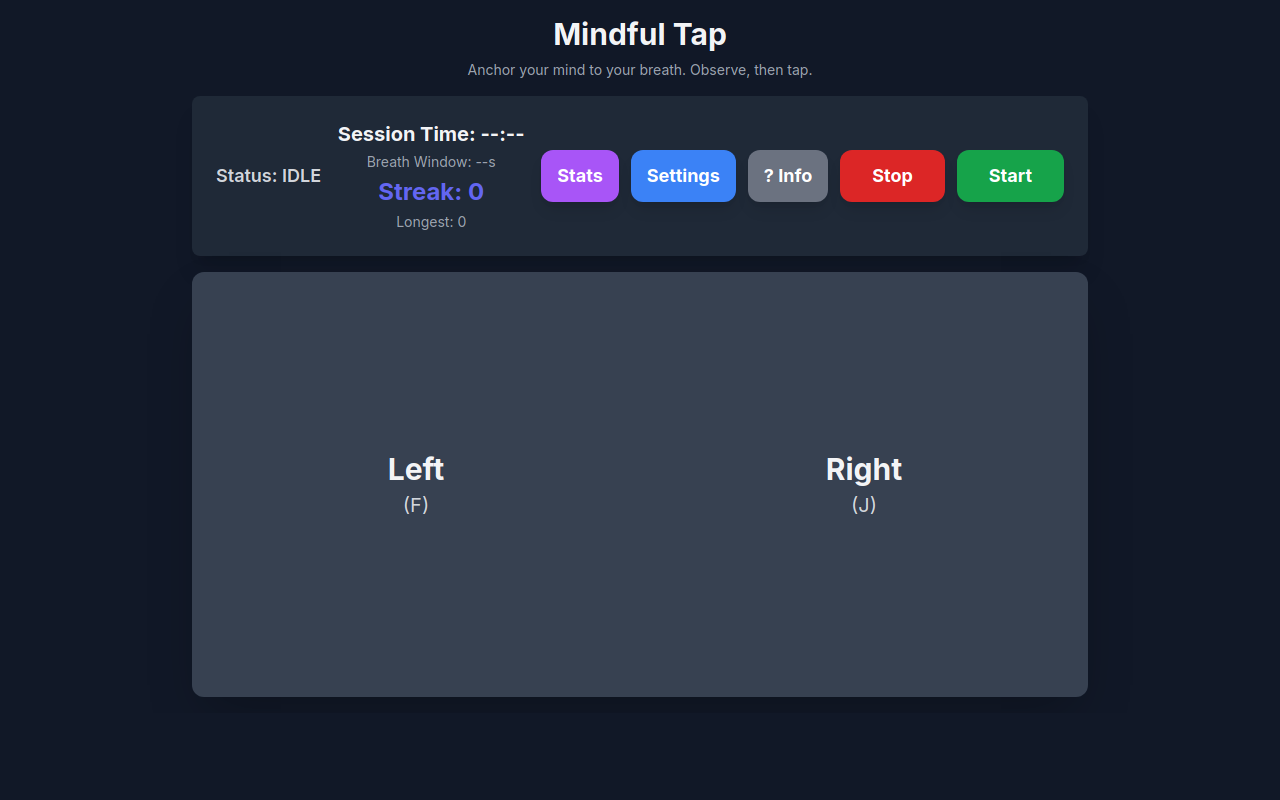 Mindful Tap
Anchor your mind to your breath. Observe, then tap.
Status: IDLE
Session Time: --:--
Breath Window: --s
Streak: 0
Longest: 0
Stats
Settings
? Info
Stop
Start
Left
(F)
Right
(J)